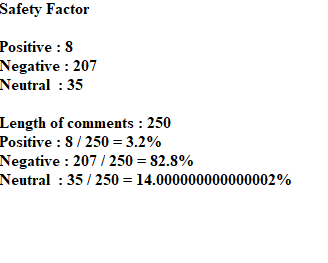 Safety Factor
Positive : 8
Negative : 207
Neutral : 35
Length of comments : 250
Positive : 8 / 250 = 3.2%
Negative : 207 / 250 = 82.8%
Neutral : 35 / 250 = 14.000000000000002%